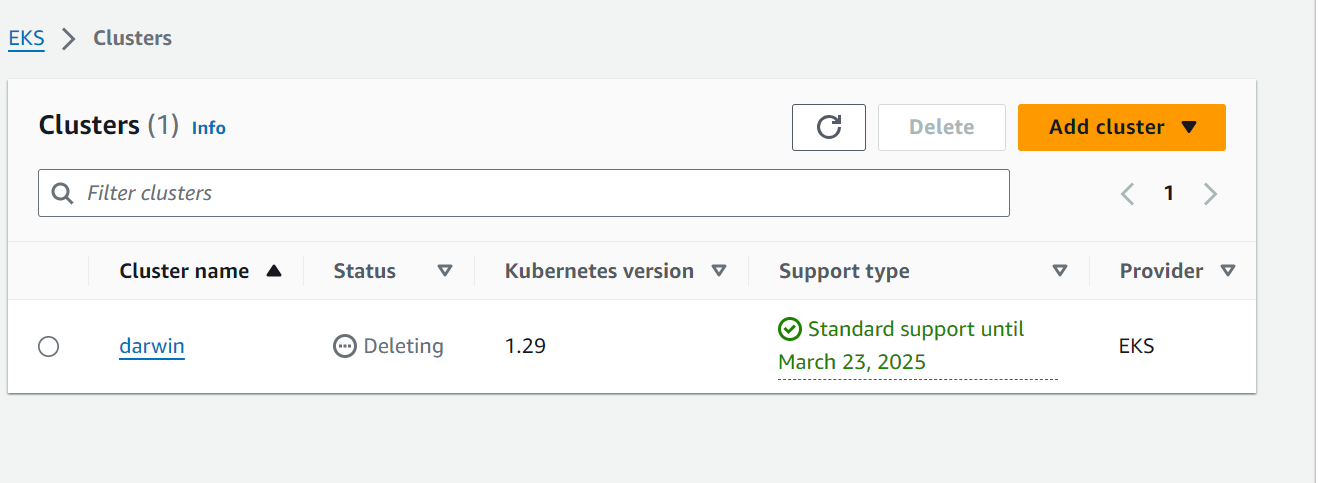 EKS > Clusters
Clusters (1) Info
Delete
Add cluster
Filter clusters
1
Cluster name Status Kubernetes version Support type Provider
darwin Deleting 1.29 Standard support until EKS
March 23, 2025